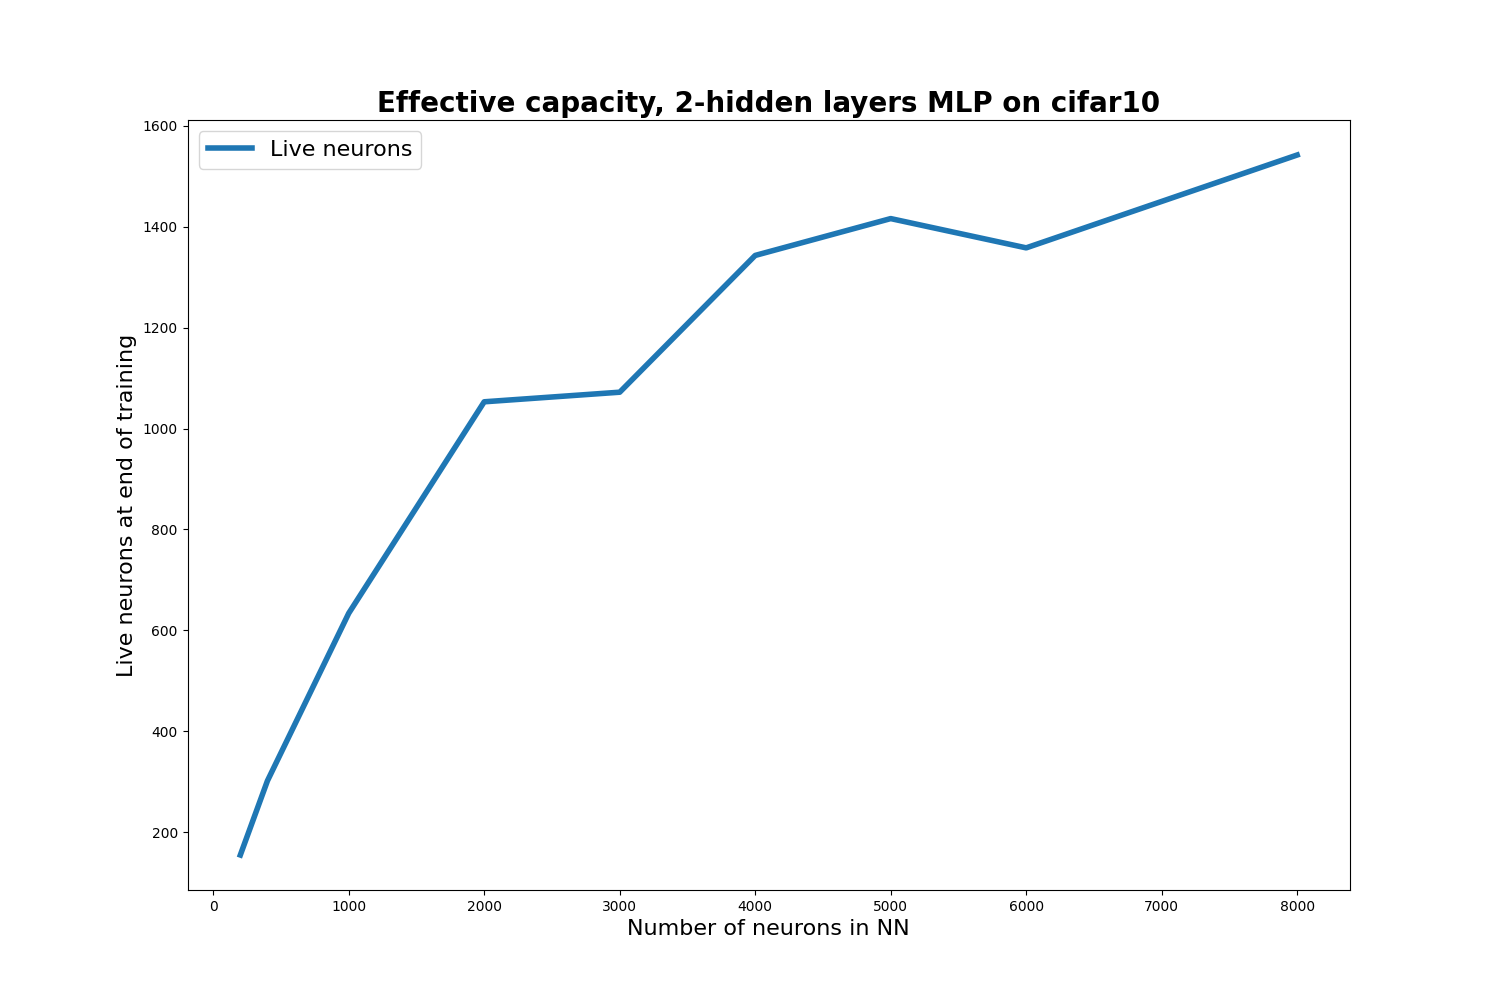 Effective capacity, 2-hidden layers MLP on cifar10
Live neurons
1600
1400
1200
1000
800
600
400
200
Live neurons at end of training
0 1000 2000 3000 4000 5000 6000 7000 8000
Number of neurons in NN